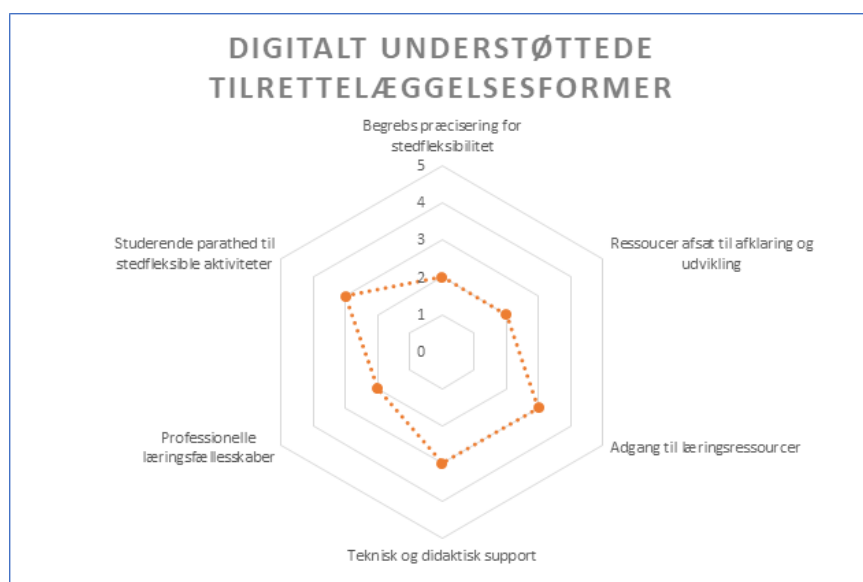 DIGITALT UNDERSTØTTEDE
TILRETTELÆGGELSESFORMER
Begrebs præcisering for
stedfleksibilitet
5
4
3
2
1
0
Ressoucer afsat til afklaring og
udvikling
Adgang til læringsressourcer
Teknisk og didaktisk support
Professionelle
læringsfællesskaber
Studerende parathed til
stedfleksible aktiviteter